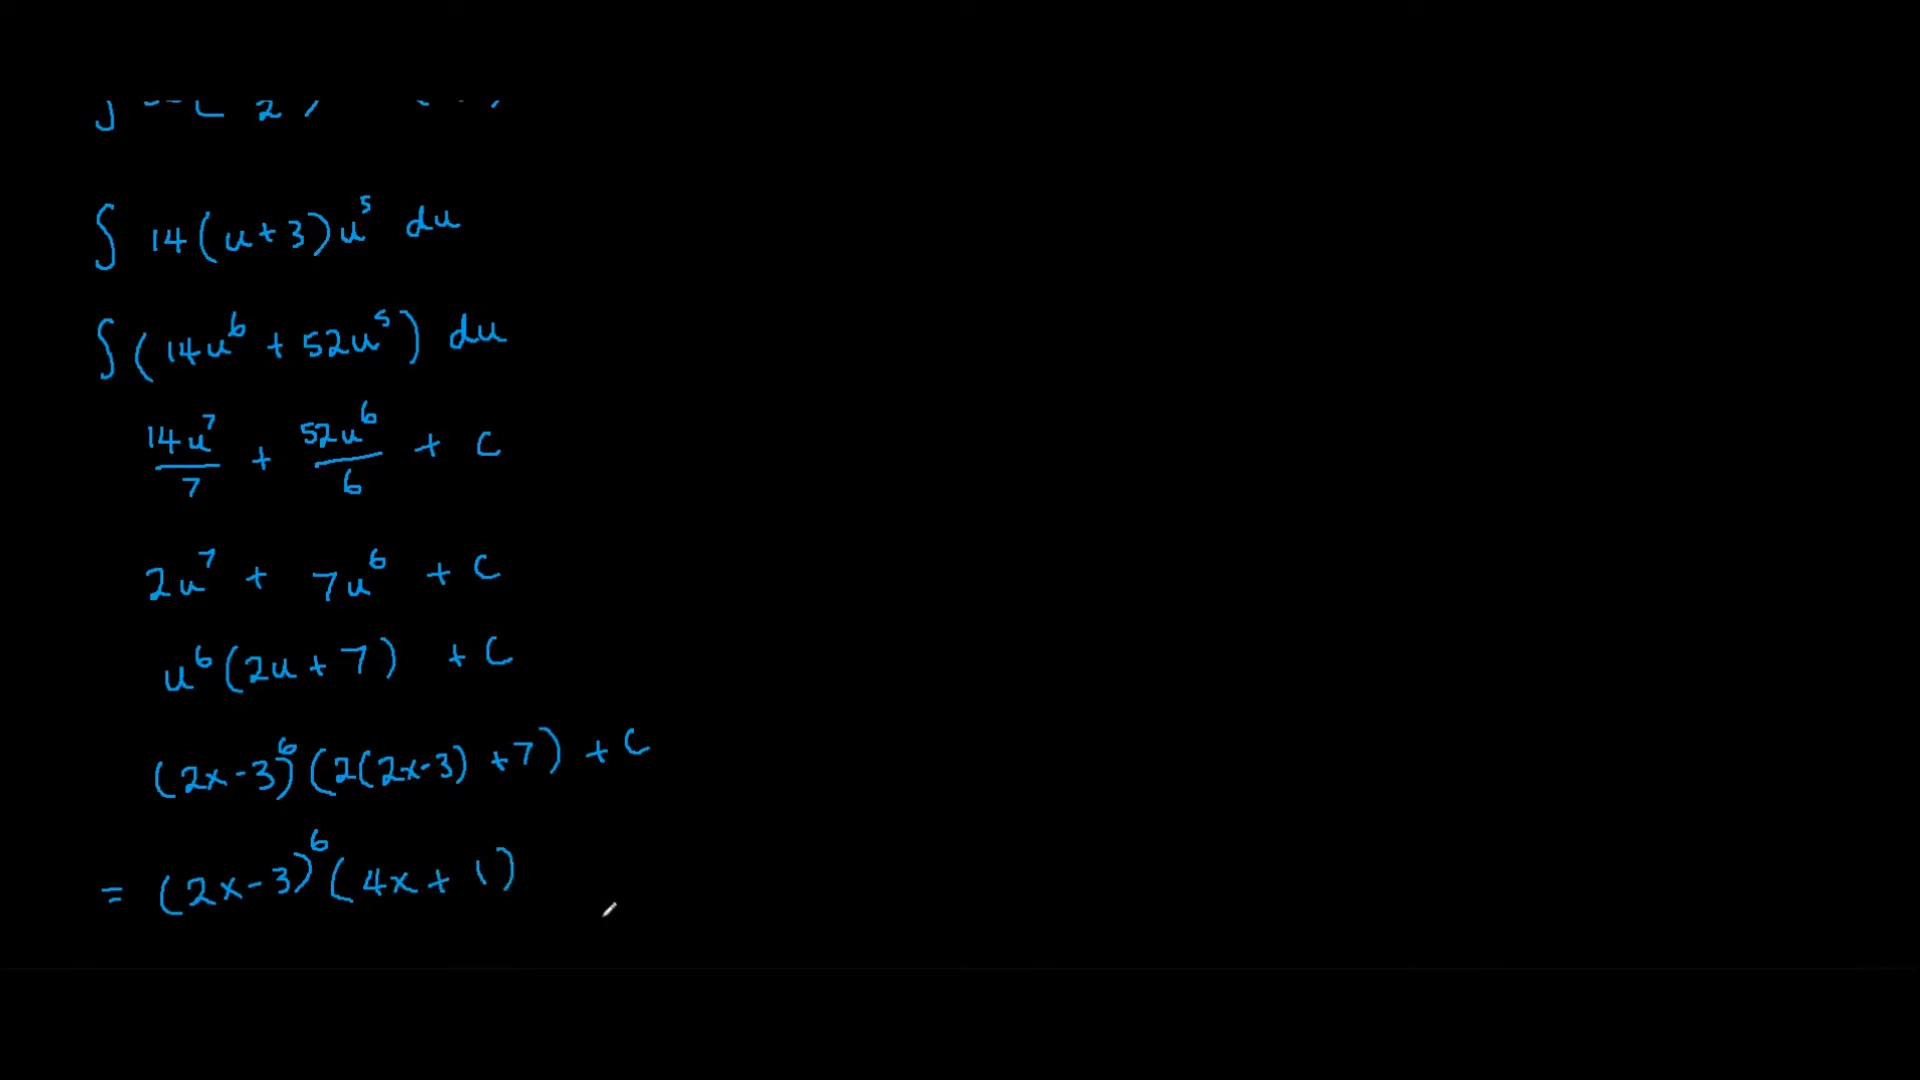 ∫ 14(u+3)u⁵ du
∫ (14u⁶ + 52u⁵) du
14u⁷/7 + 52u⁶/6 + C
2u⁷ + 7u⁶ + C
u⁶(2u + 7) + C
(2x-3)⁶(2(2x-3) + 7) + C
= (2x-3)⁶(4x + 1)